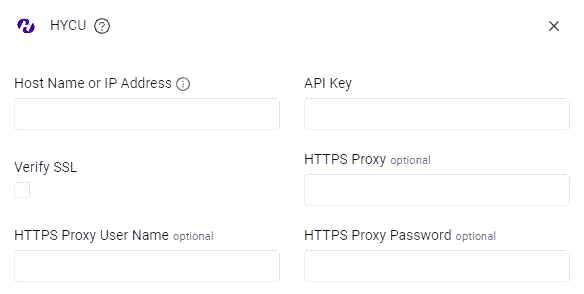 HYCU
Host Name or IP Address
API Key
Verify SSL
HTTPS Proxy optional
HTTPS Proxy User Name optional
HTTPS Proxy Password optional